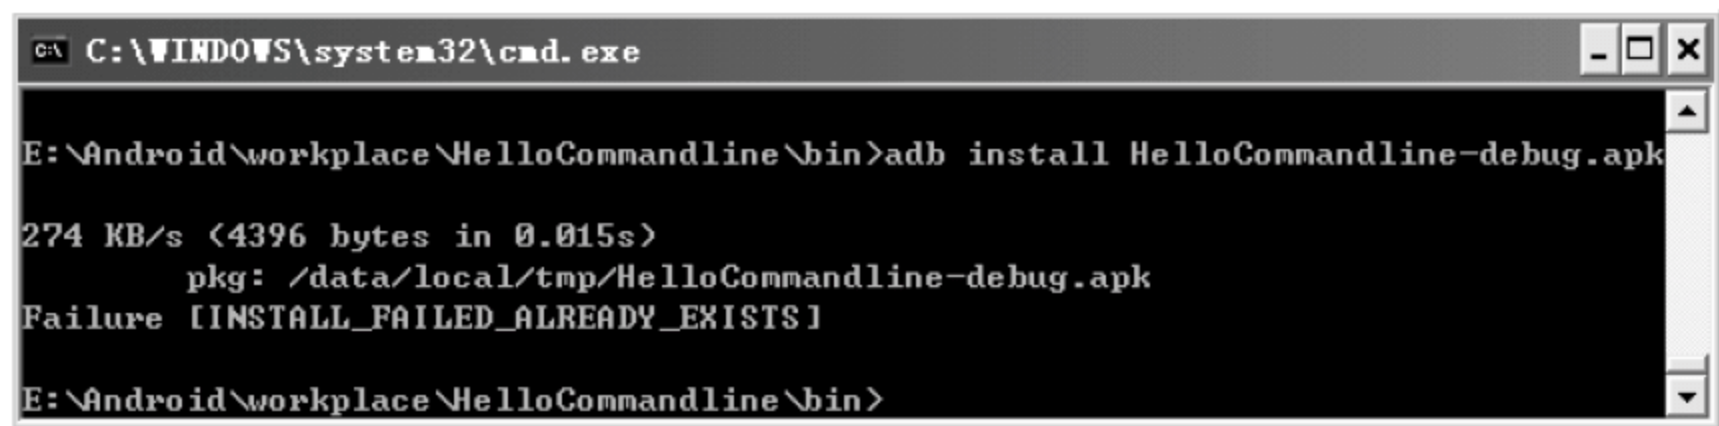 C:\WINDOWS\system32\cmd.exe
E:\Android\workplace\HelloCommandline\bin>adb install HelloCommandline-debug.apk
274 KB/s (4396 bytes in 0.015s)
pkg: /data/local/tmp/HelloCommandline-debug.apk
Failure [INSTALL_FAILED_ALREADY_EXISTS]
E:\Android\workplace\HelloCommandline\bin>